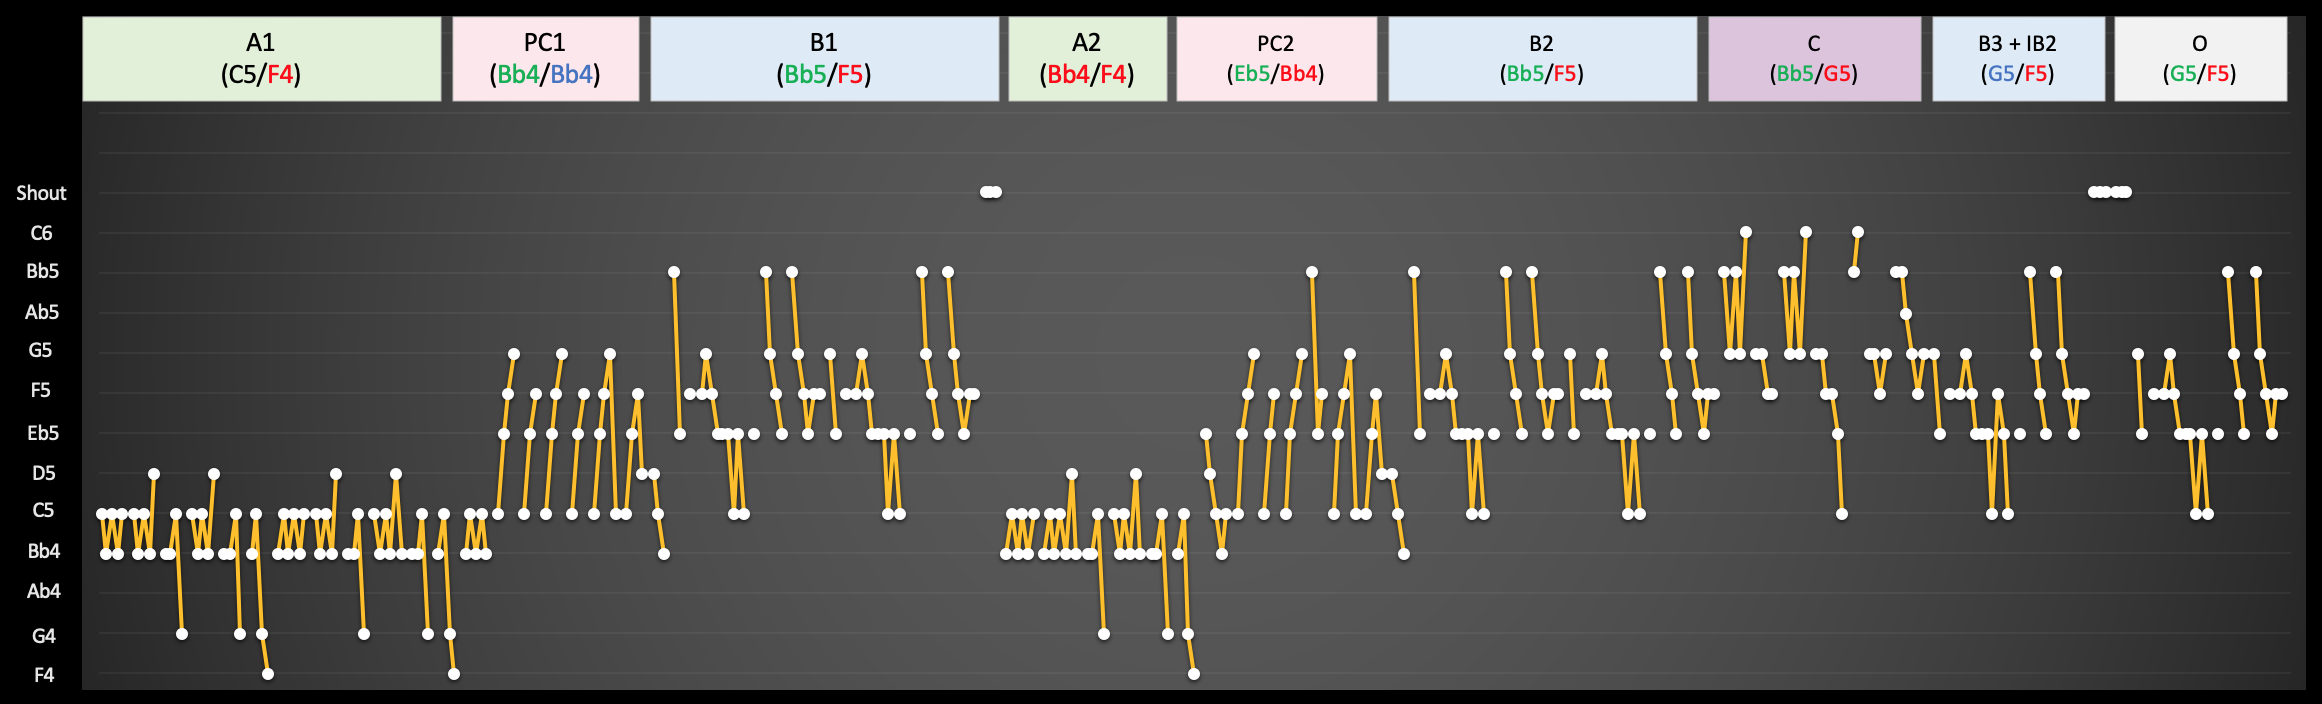 A1
(C5/F4)
PC1
(Bb4/Bb4)
B1
(Bb5/F5)
A2
(Bb4/F4)
PC2
(Eb5/Bb4)
B2
(Bb5/F5)
C
(Bb5/G5)
B3 + IB2
(G5/F5)
O
(G5/F5)
Shout
C6
Bb5
Ab5
G5
F5
Eb5
D5
C5
Bb4
Ab4
G4
F4